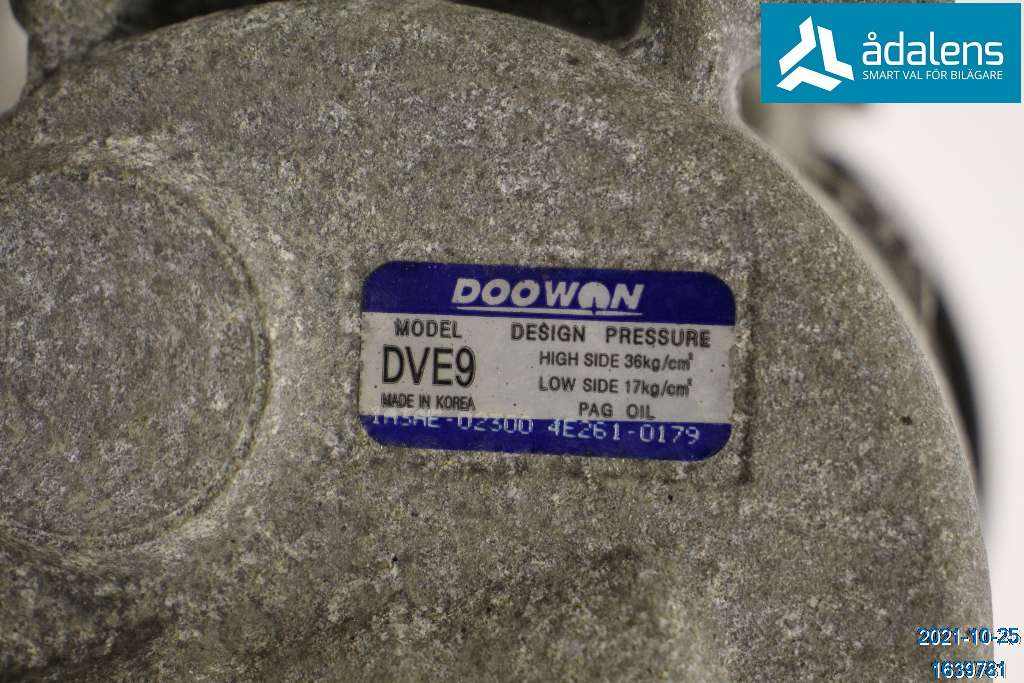 ådalens
SMART VAL FÖR BILÄGARE
DOOWON
MODEL
DVE9
MADE IN KOREA
DESIGN PRESSURE
HIGH SIDE 36kg/cm²
LOW SIDE 17kg/cm²
PAG OIL
4E261-0179
2021-10-25
1639781